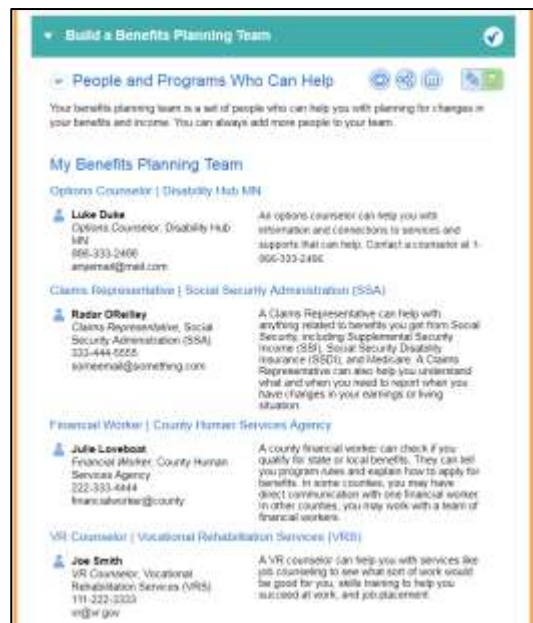 Build a Benefits Planning Team
People and Programs Who Can Help
Your benefits planning team is a set of people who can help you with planning for changes in
your benefits and income. You can always add more people to your team.
My Benefits Planning Team
Options Counselor | Disability Hub MN
Luke Duke
Options Counselor, Disability Hub
MN
866-333-2466
anyemail@mail.com
An options counselor can help you with
information and connections to services and
supports that can help. Contact a counselor at 1-
866-333-2466.
Claims Representative | Social Security Administration (SSA)
Radar OReilley
Claims Representative, Social
Security Administration (SSA)
333-444-5555
someemail@something.com
A Claims Representative can help with
anything related to benefits you get from Social
Security, including Supplemental Security
Income (SSI), Social Security Disability
Insurance (SSDI), and Medicare. A Claims
Representative can also help you understand
what and when you need to report when you
have changes in your earnings or living
situation.
Financial Worker | County Human Services Agency
Julie Loveboat
Financial Worker, County Human
Services Agency
222-333-4444
financialworker@county
A county financial worker can check if you
qualify for state or local benefits. They can tell
you program rules and explain how to apply for
benefits. In some counties, you may have
direct communication with one financial worker.
In other counties, you may work with a team of
financial workers.
VR Counselor | Vocational Rehabilitation Services (VRS)
Joe Smith
VR Counselor, Vocational
Rehabilitation Services (VRS)
111-222-3333
vr@vr.gov
A VR counselor can help you with services like
job counseling to see what sort of work would
be good for you, skills training to help you
succeed at work, and job placement.